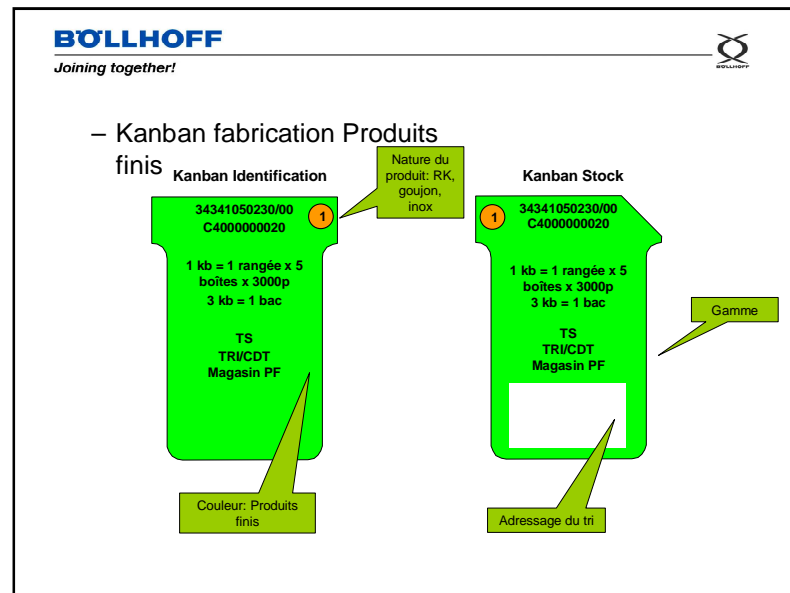 BÖLLHOFF
Joining together!
BÖLLHOFF
– Kanban fabrication Produits
finis
Kanban Identification
Nature du
produit: RK,
goujon,
inox
Kanban Stock
34341050230/00
C4000000020
1
1 kb = 1 rangée x 5
boîtes x 3000p
3 kb = 1 bac
TS
TRI/CDT
Magasin PF
1
34341050230/00
C4000000020
1 kb = 1 rangée x 5
boîtes x 3000p
3 kb = 1 bac
TS
TRI/CDT
Magasin PF
Gamme
Couleur: Produits
finis
Adressage du tri